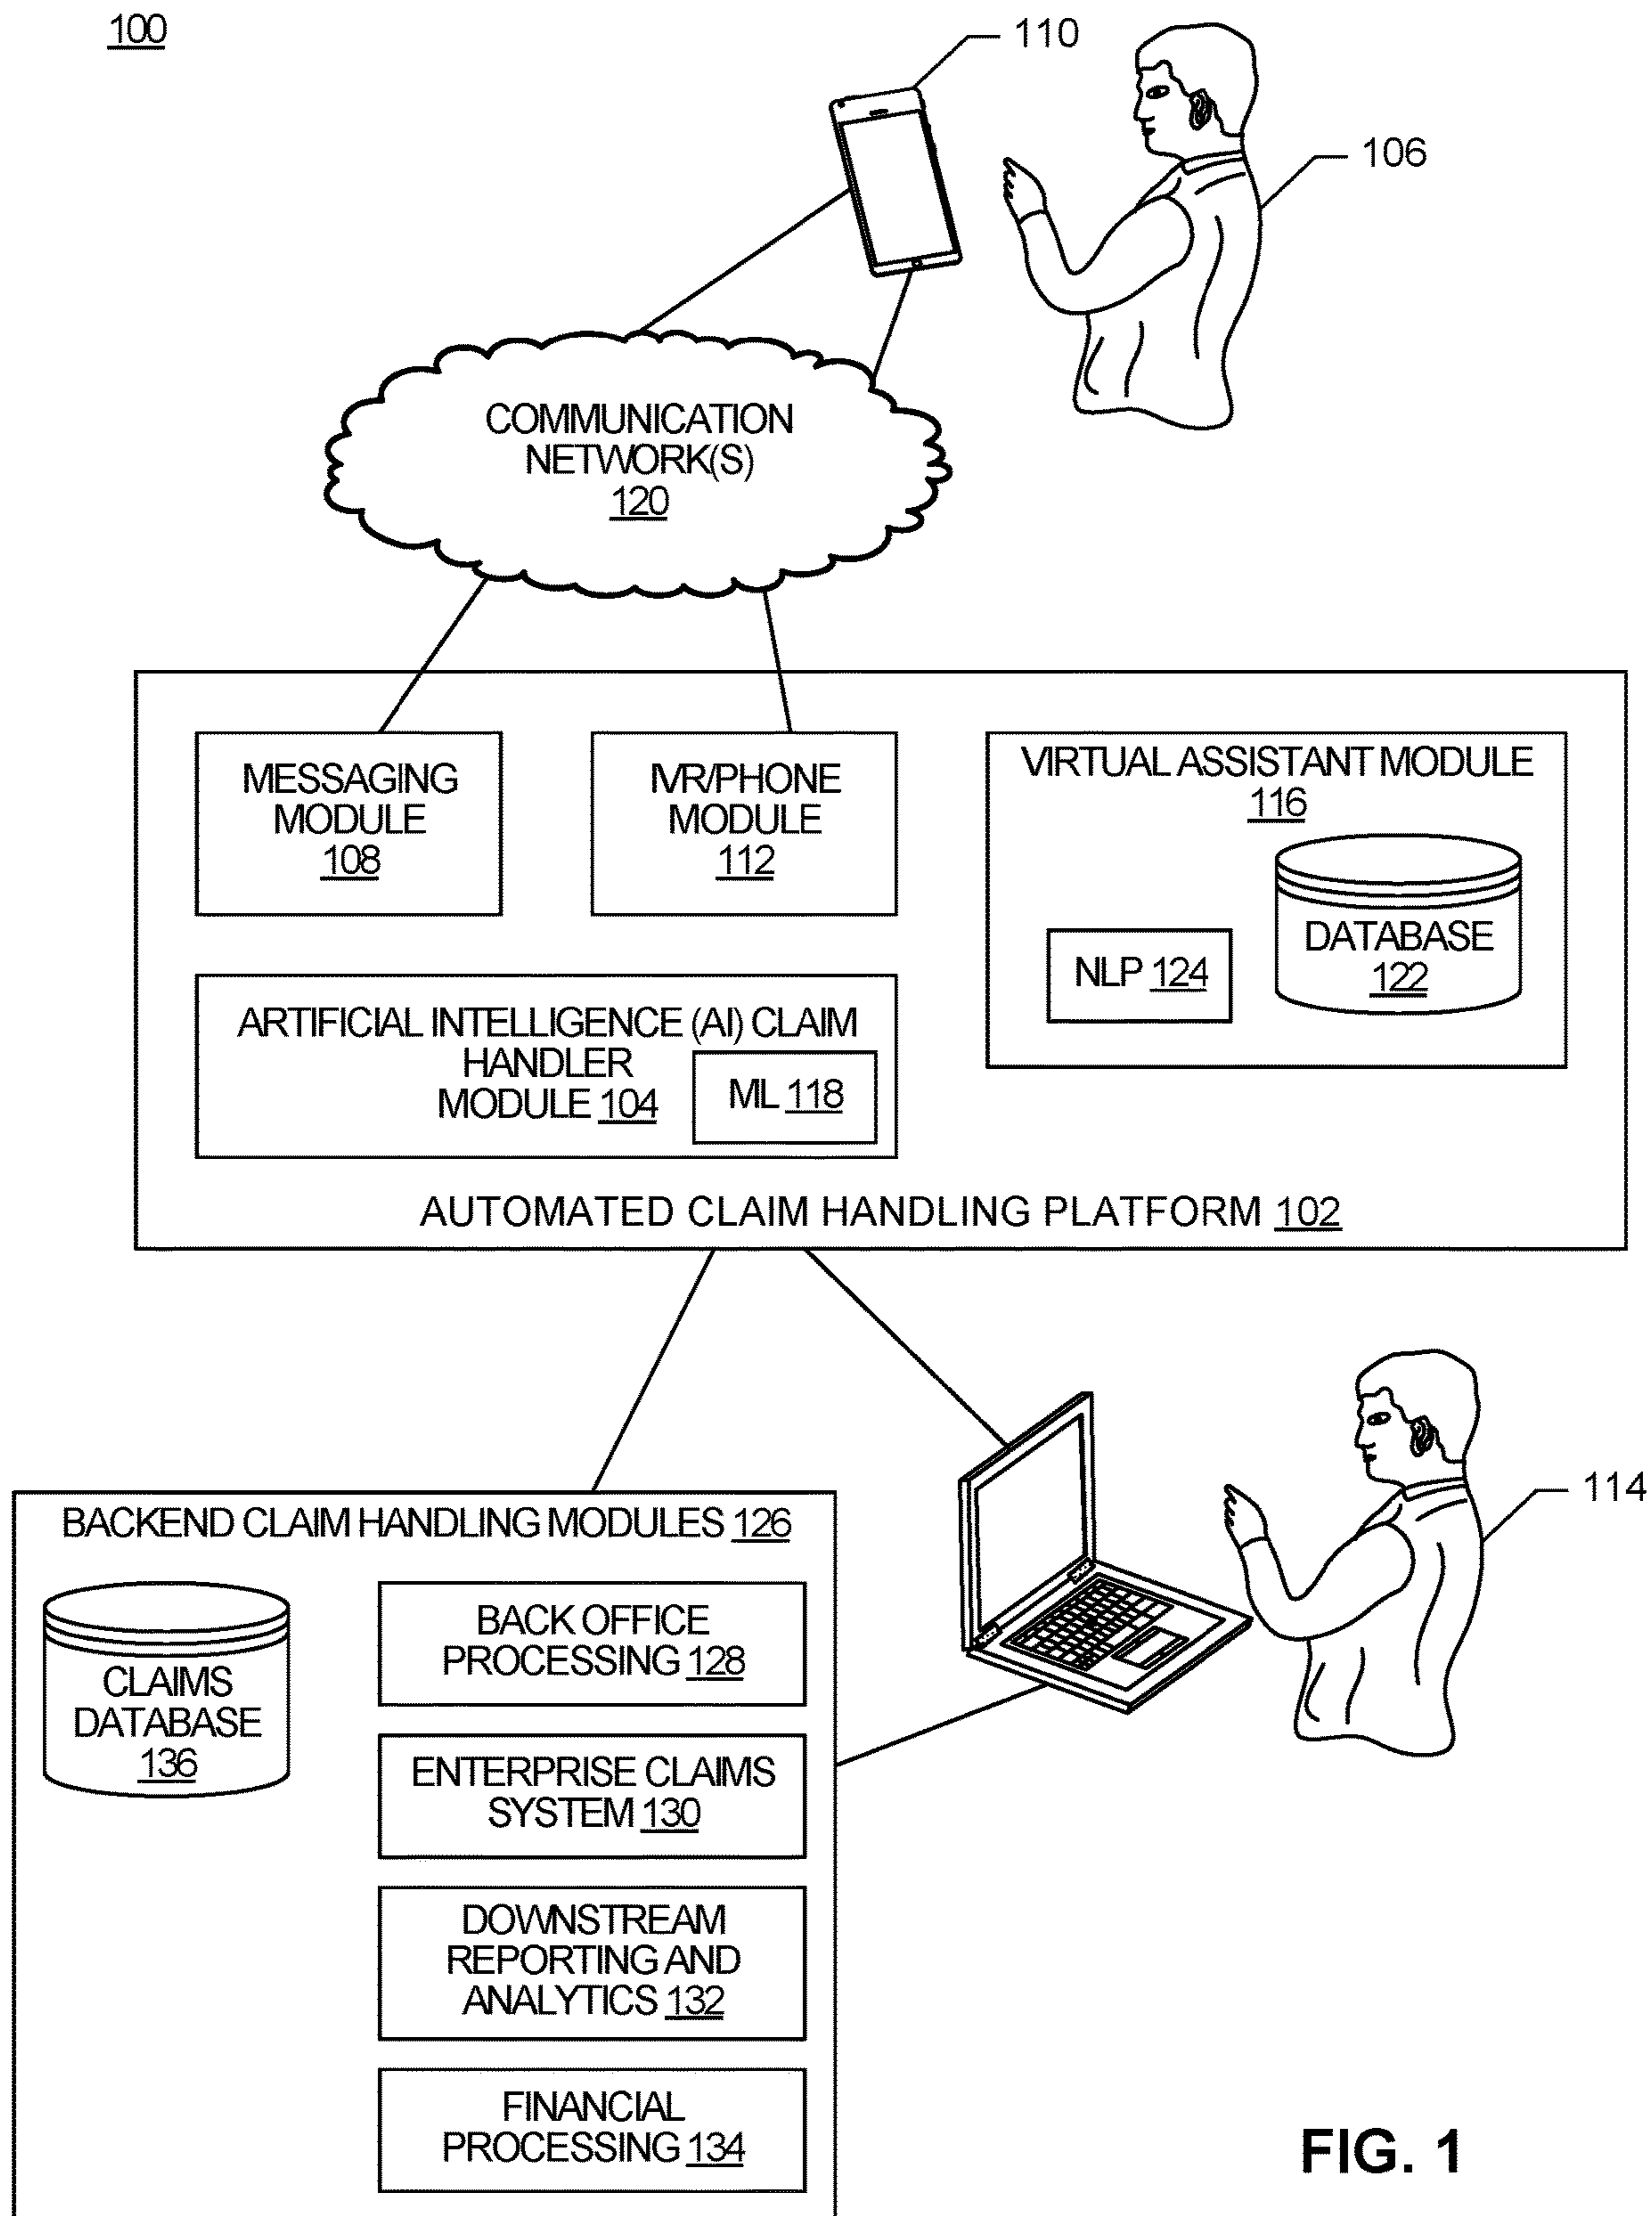 100
110
106
COMMUNICATION
NETWORK(S)
120
MESSAGING
MODULE
108
IVR/PHONE
MODULE
112
VIRTUAL ASSISTANT MODULE
116
DATABASE
122
NLP 124
ARTIFICIAL INTELLIGENCE (AI) CLAIM
HANDLER
MODULE 104
ML 118
AUTOMATED CLAIM HANDLING PLATFORM 102
114
BACKEND CLAIM HANDLING MODULES 126
CLAIMS
DATABASE
136
BACK OFFICE
PROCESSING 128
ENTERPRISE CLAIMS
SYSTEM 130
DOWNSTREAM
REPORTING AND
ANALYTICS 132
FINANCIAL
PROCESSING 134
FIG. 1